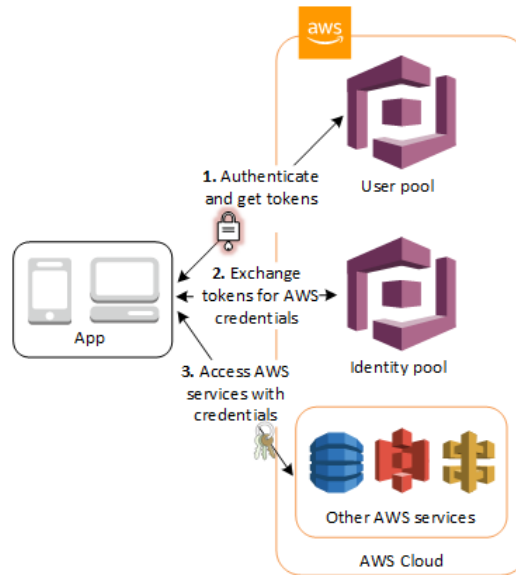 aws
1. Authenticate
and get tokens
User pool
2. Exchange
tokens for AWS
credentials
App
Identity pool
3. Access AWS
services with
credentials
Other AWS services
AWS Cloud